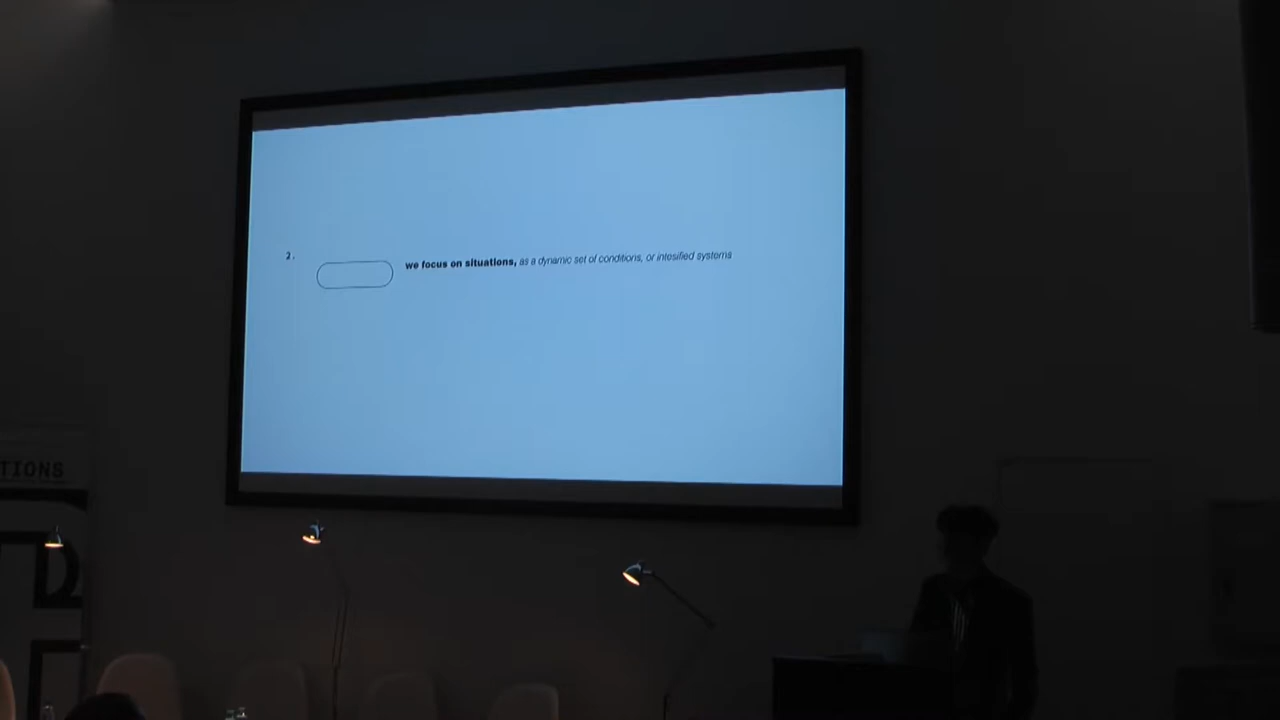 2. we focus on situations, as a dynamic set of conditions, or intesified systems
TIONS